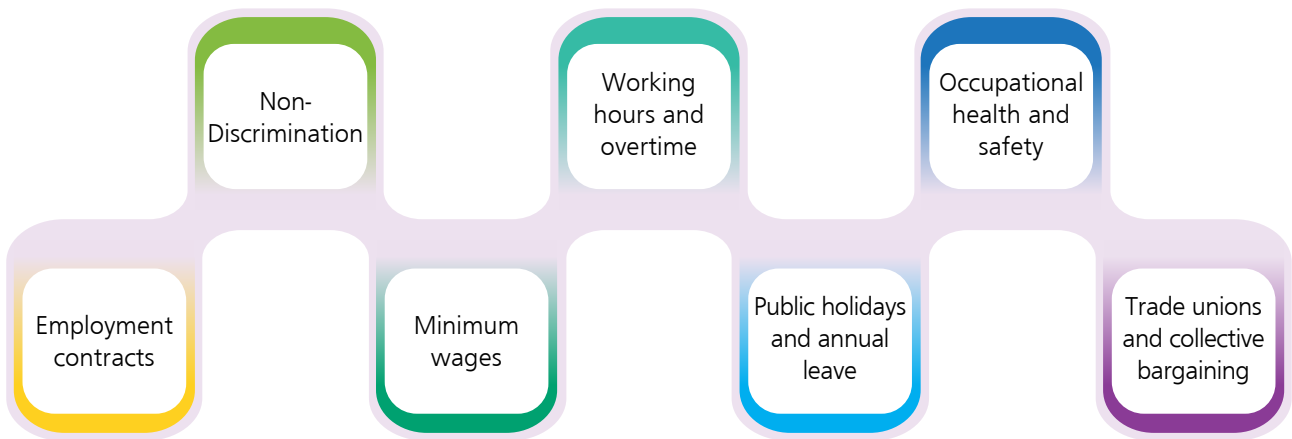 Employment
contracts
Non-
Discrimination
Minimum
wages
Working
hours and
overtime
Public holidays
and annual
leave
Occupational
health and
safety
Trade unions
and collective
bargaining